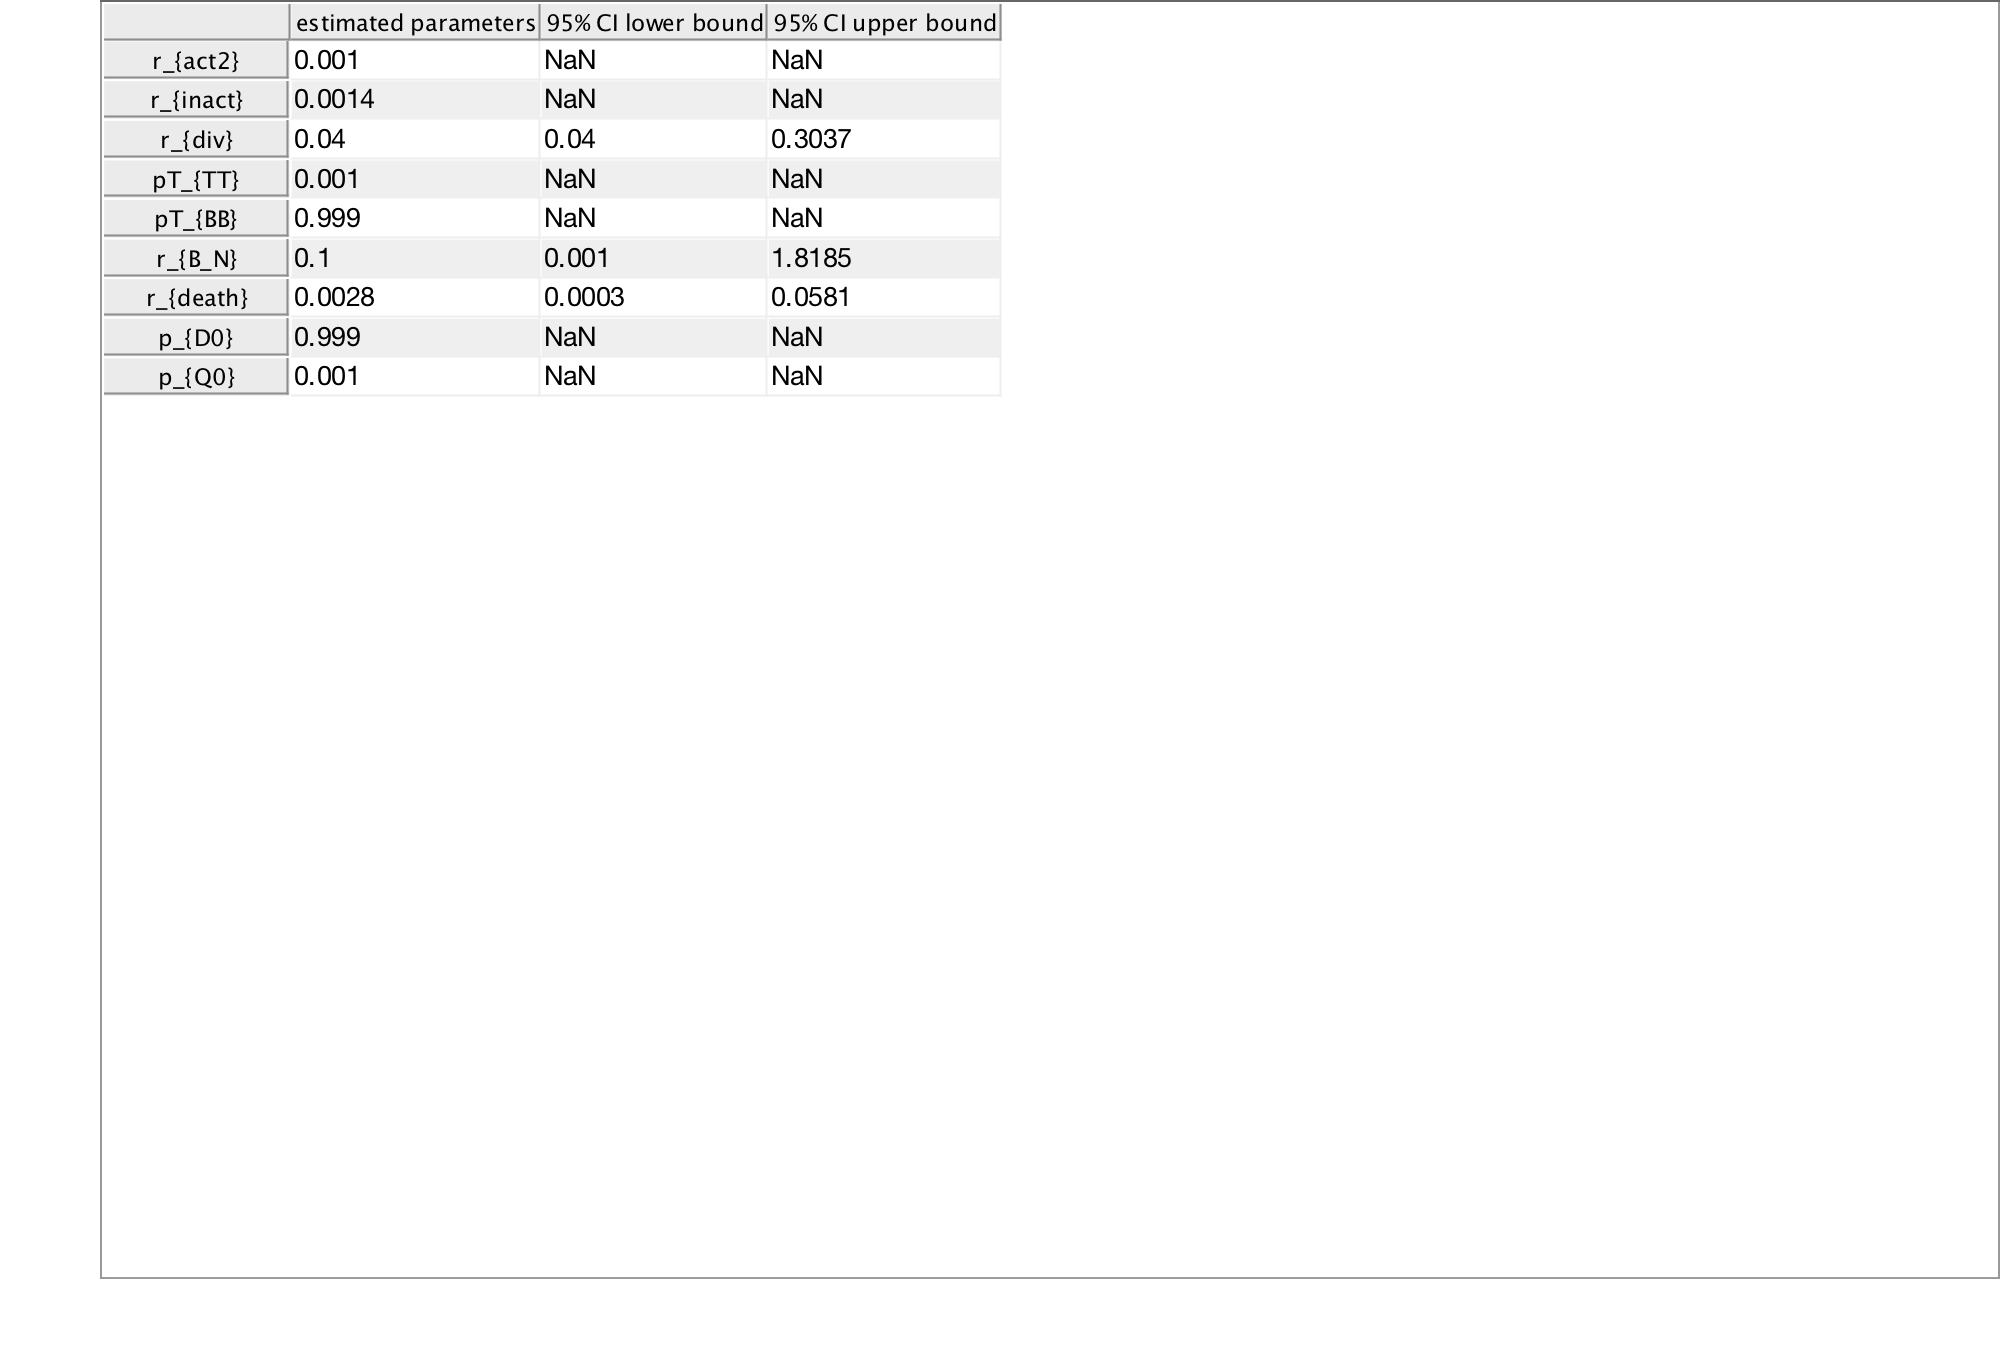 estimated parameters 95% CI lower bound 95% CI upper bound
r_{act2} 0.001 NaN NaN
r_{inact} 0.0014 NaN NaN
r_{div} 0.04 0.04 0.3037
pT_{TT} 0.001 NaN NaN
pT_{BB} 0.999 NaN NaN
r_{B_N} 0.1 0.001 1.8185
r_{death} 0.0028 0.0003 0.0581
p_{D0} 0.999 NaN NaN
p_{Q0} 0.001 NaN NaN